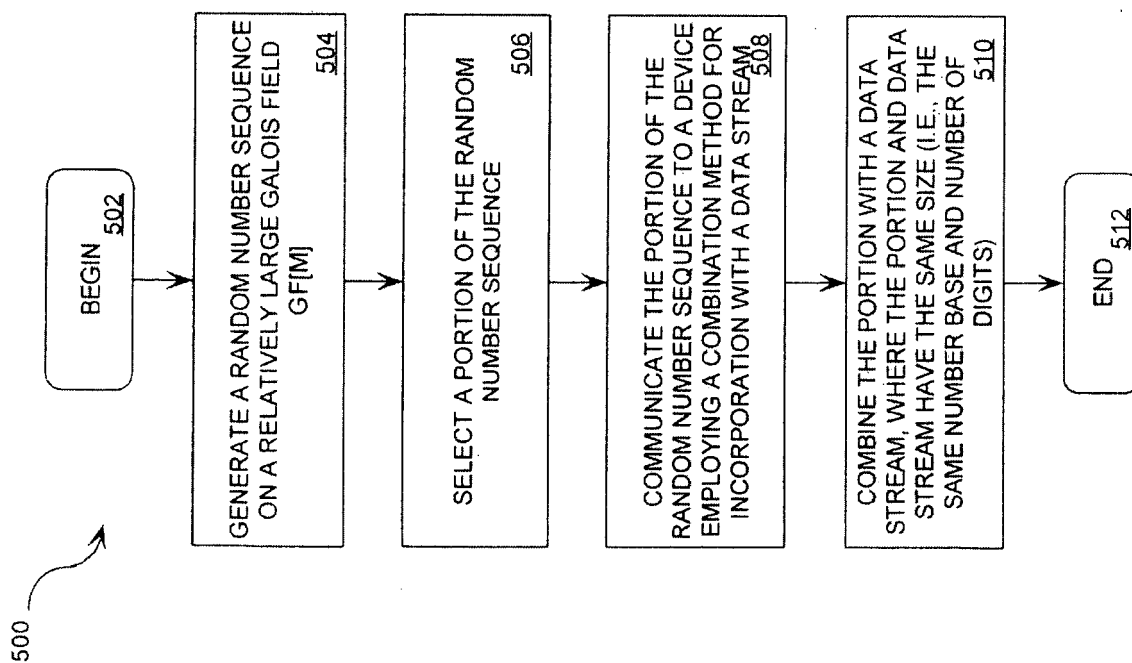 500
BEGIN
502
GENERATE A RANDOM NUMBER SEQUENCE
ON A RELATIVELY LARGE GALOIS FIELD
GF[M]
504
SELECT A PORTION OF THE RANDOM
NUMBER SEQUENCE
506
COMMUNICATE THE PORTION OF THE
RANDOM NUMBER SEQUENCE TO A DEVICE
EMPLOYING A COMBINATION METHOD FOR
INCORPORATION WITH A DATA STREAM
508
COMBINE THE PORTION WITH A DATA
STREAM, WHERE THE PORTION AND DATA
STREAM HAVE THE SAME SIZE (I.E., THE
SAME NUMBER BASE AND NUMBER OF
DIGITS)
510
END
512